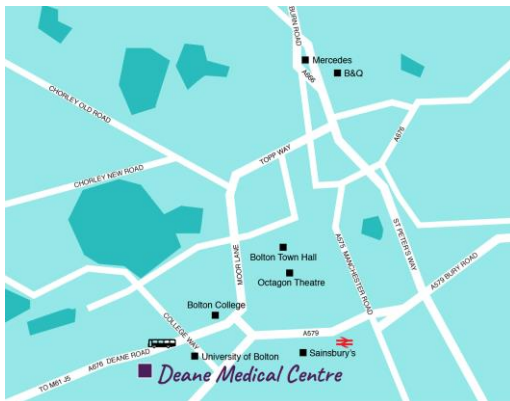 BURN ROAD
Mercedes
B&Q
A666
CHORLEY OLD ROAD
A676
TOPP WAY
CHORLEY NEW ROAD
ST PETER'S WAY
MOOR LANE
Bolton Town Hall
A575 MANCHESTER ROAD
A579 BURY ROAD
Octagon Theatre
Bolton College
COLLEGE WAY
A579
A676 DEANE ROAD
University of Bolton
Sainsbury's
TO M61 J5
Deane Medical Centre